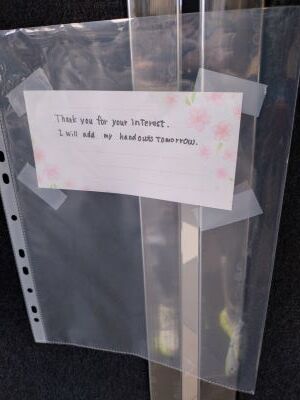 Thank you for your interest.
I will add my handouts tomorrow.